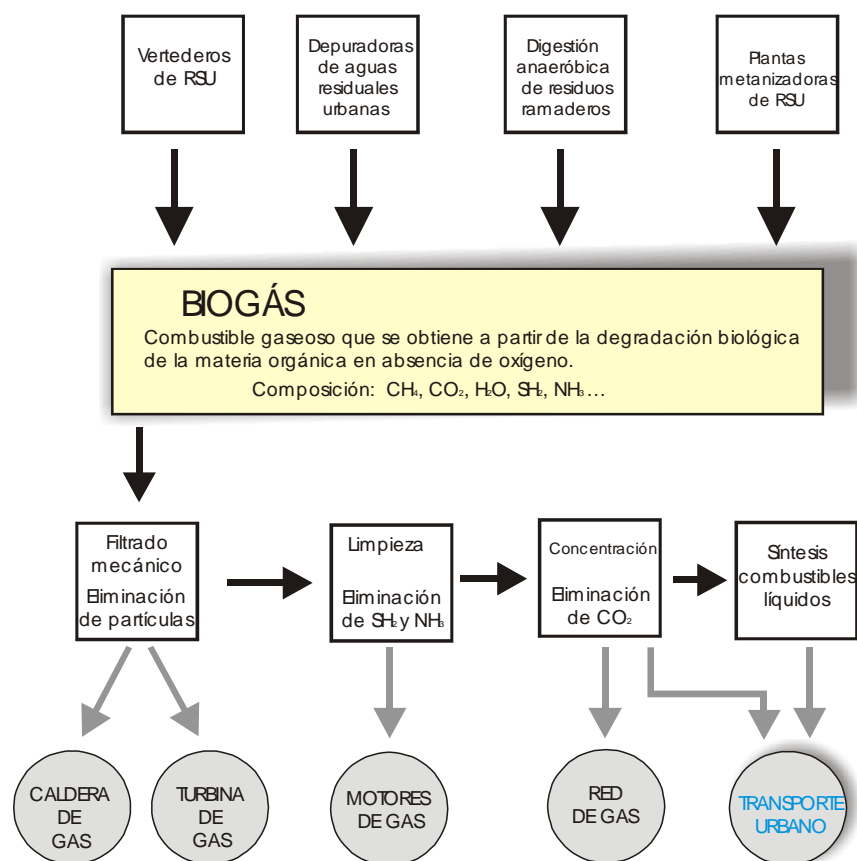 Vertederos
de RSU
Depuradoras
de aguas
residuales
urbanas
Digestión
anaeróbica
de residuos
ramaderos
Plantas
metanizadoras
de RSU
BIOGÁS
Combustible gaseoso que se obtiene a partir de la degradación biológica
de la materia orgánica en absencia de oxígeno.
Composición: CH₄, CO₂, H₂O, SH₂, NH₃ ...
Filtrado
mecánico
Eliminación
de partículas
Limpieza
Eliminación
de SH₂ y NH₃
Concentración
Eliminación
de CO₂
Síntesis
combustibles
líquidos
CALDERA
DE
GAS
TURBINA
DE
GAS
MOTORES
DE GAS
RED
DE GAS
TRANSPORTE
URBANO